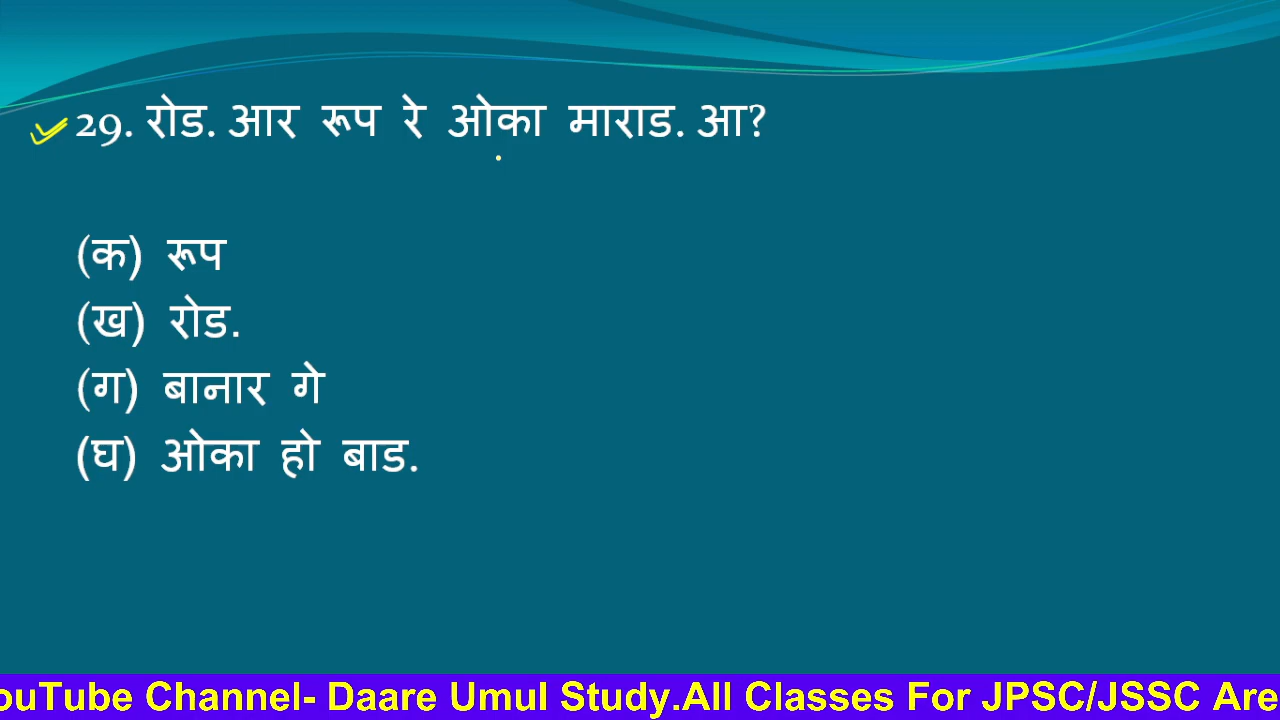 29. रोड. आर रूप रे ओका माराड. आ?
(क) रूप
(ख) रोड.
(ग) बानार गे
(घ) ओका हो बाड.
ouTube Channel- Daare Umul Study.All Classes For JPSC/JSSC Are